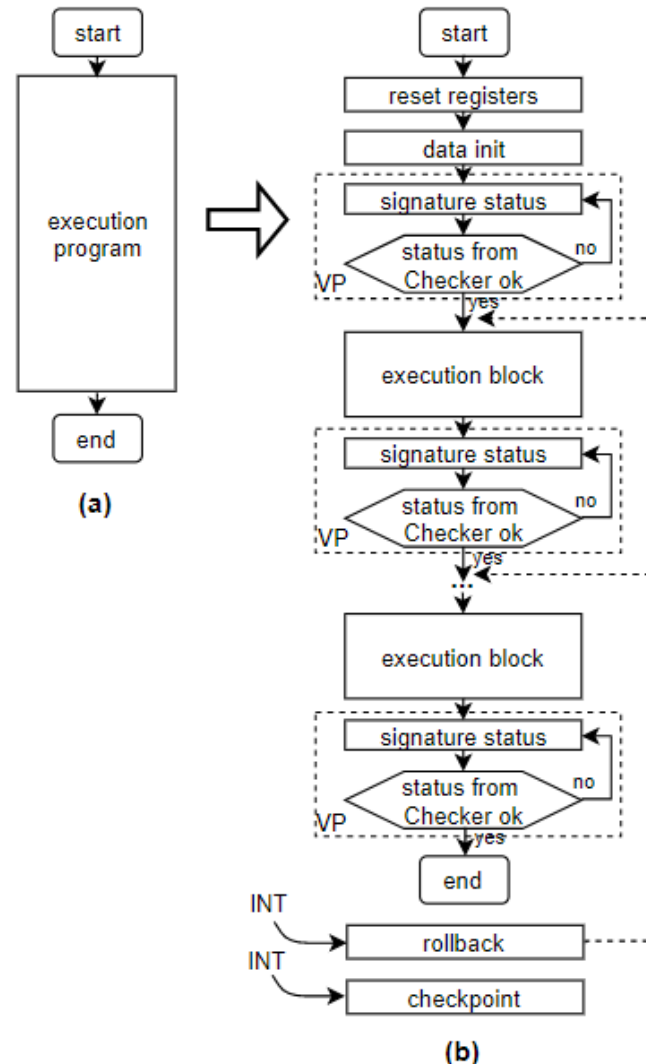 start
execution
program
end
(a)
start
reset registers
data init
signature status
status from
Checker ok
no
VP
yes
execution block
signature status
status from
Checker ok
no
VP
yes
...
execution block
signature status
status from
Checker ok
no
VP
yes
end
INT
rollback
INT
checkpoint
(b)